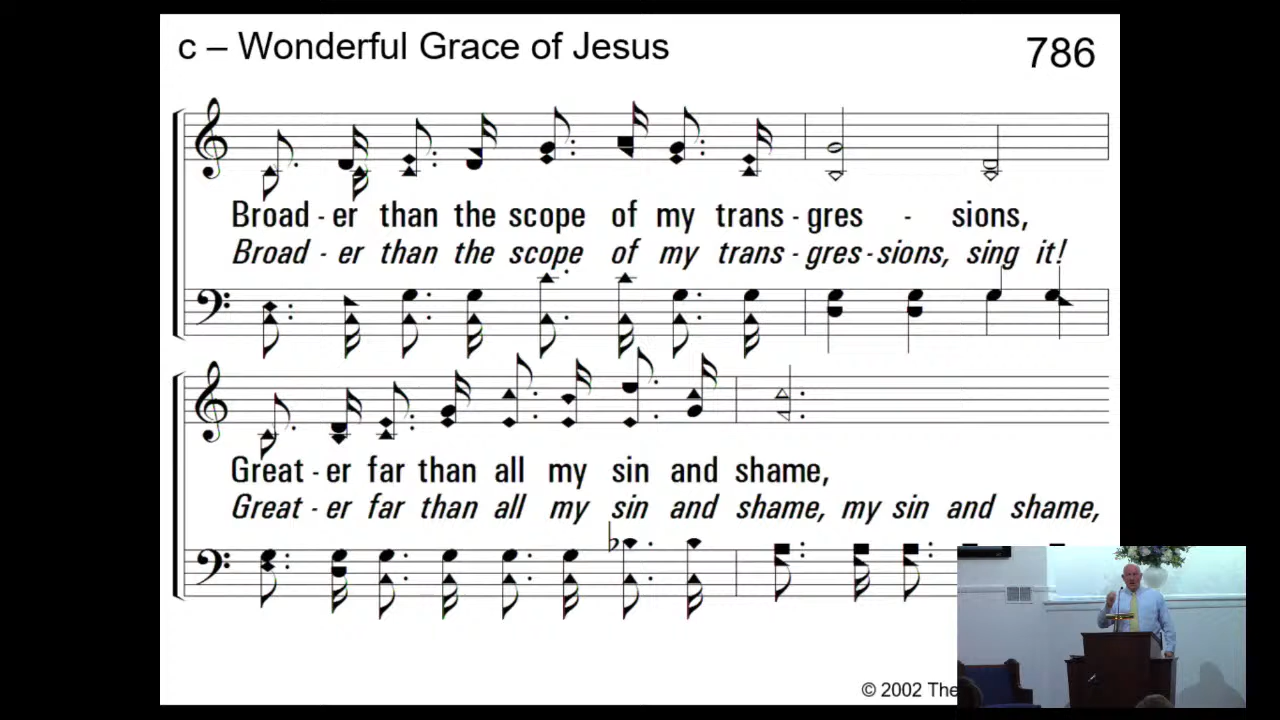 c – Wonderful Grace of Jesus
786
Broad - er than the scope of my trans - gres - sions,
Broad - er than the scope of my trans - gres - sions, sing it!
Great - er far than all my sin and shame,
Great - er far than all my sin and shame, my sin and shame,
© 2002 The